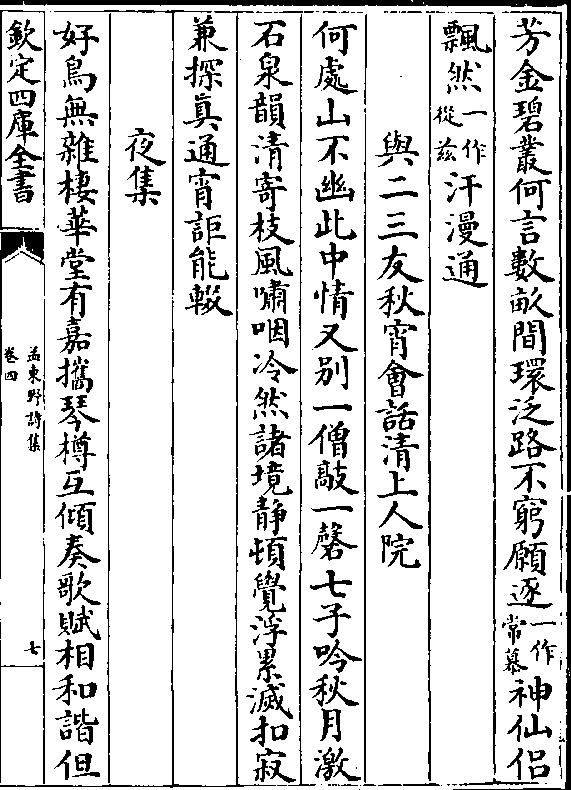 芳金碧叢何言數畝間環泛路不窮願逐一作常慕神仙侣
飄然一作從兹汗漫通
與二三友秋宵會話清上人院
何處山不幽此中情又别一僧敲一磬七子吟秋月激
石泉韻清寄枝風嘯咽冷然諸境静頓覺浮累滅扣寂
兼探真通宵詎能輟
夜集
好鳥無雜棲華堂有嘉攜琴樽互傾奏歌賦相和諧但
欽定四庫全書
孟東野詩集
卷四
七